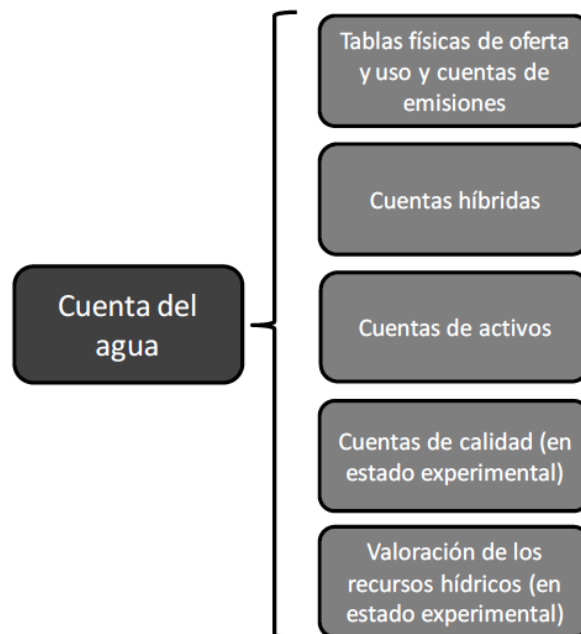 Tablas físicas de oferta
y uso y cuentas de
emisiones
Cuentas híbridas
Cuenta del
agua
Cuentas de activos
Cuentas de calidad (en
estado experimental)
Valoración de los
recursos hídricos (en
estado experimental)